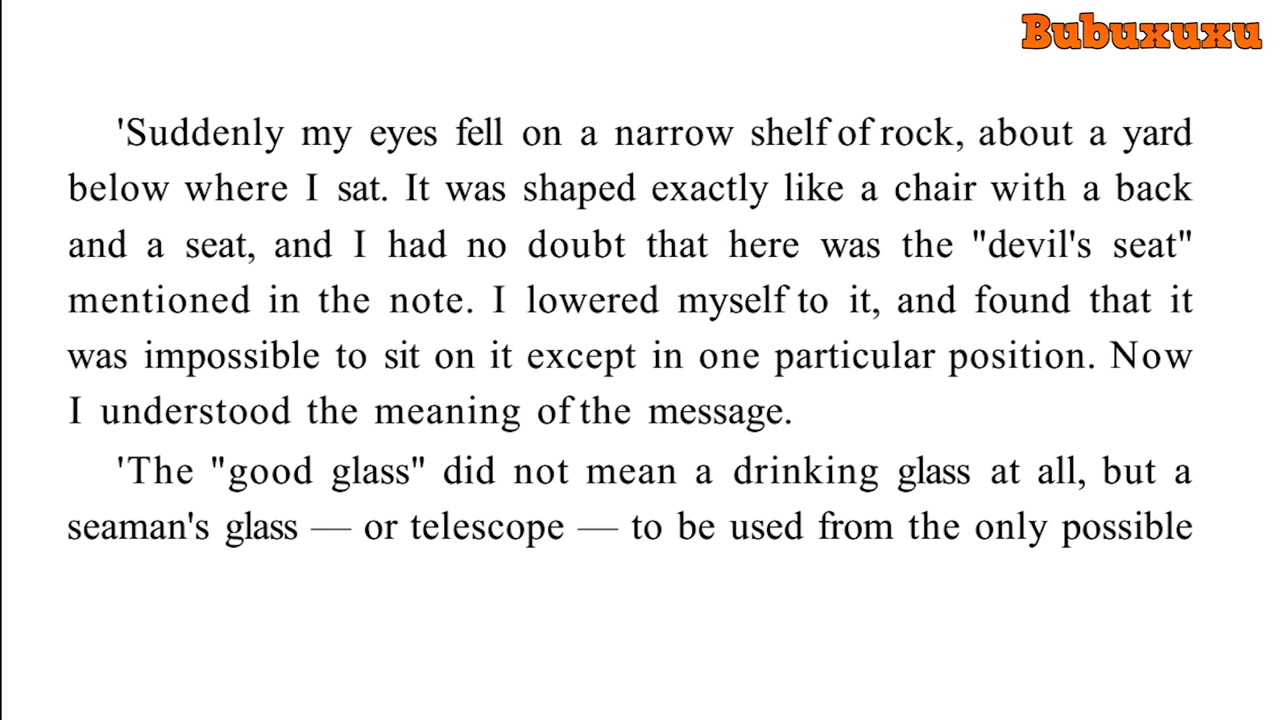 Bubuxuxu
'Suddenly my eyes fell on a narrow shelf of rock, about a yard
below where I sat. It was shaped exactly like a chair with a back
and a seat, and I had no doubt that here was the "devil's seat"
mentioned in the note. I lowered myself to it, and found that it
was impossible to sit on it except in one particular position. Now
I understood the meaning of the message.
'The "good glass" did not mean a drinking glass at all, but a
seaman's glass — or telescope — to be used from the only possible